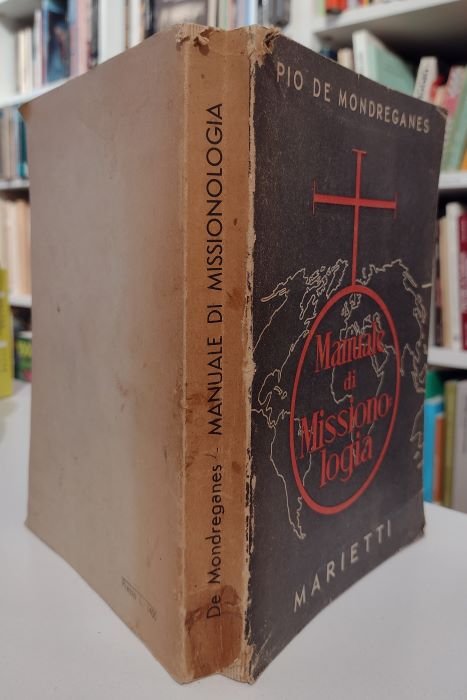 PIO DE MONDREGANES
Manuale
di
Missiono-
logia
MARIETTI
De Mondreganes - MANUALE DI MISSIONOLOGIA